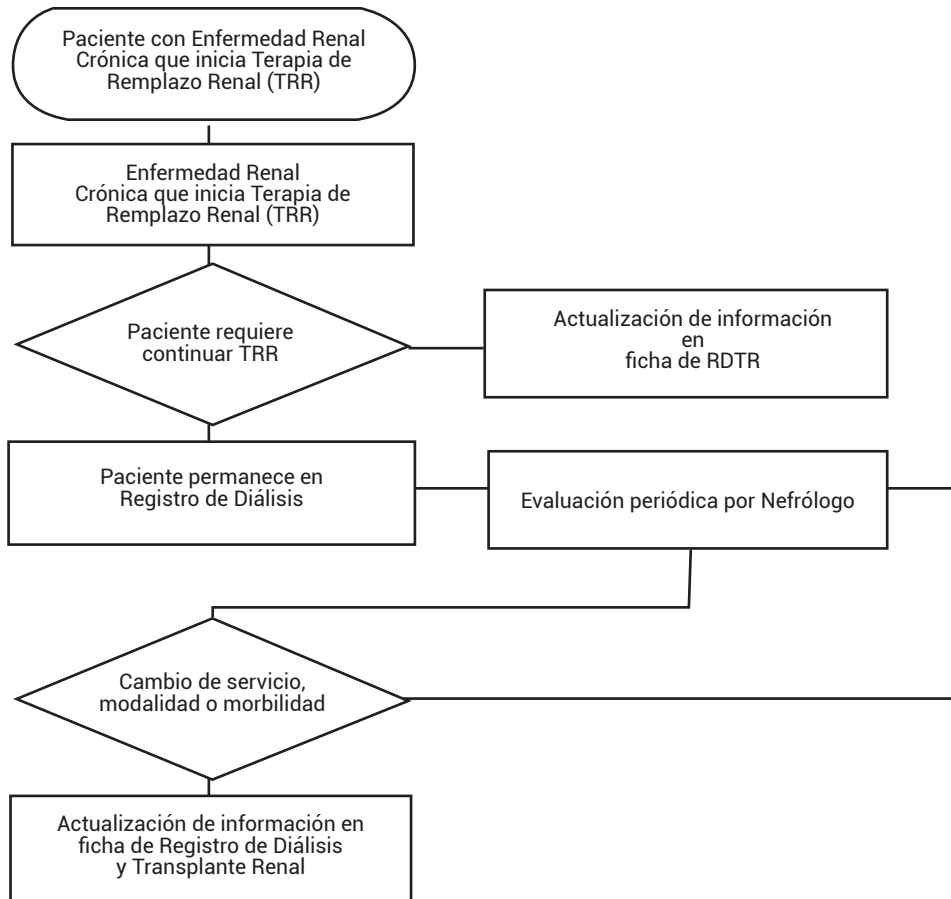 Paciente con Enfermedad Renal
Crónica que inicia Terapia de
Remplazo Renal (TRR)
Enfermedad Renal
Crónica que inicia Terapia de
Remplazo Renal (TRR)
Paciente requiere
continuar TRR
Actualización de información
en
ficha de RDTR
Paciente permanece en
Registro de Diálisis
Evaluación periódica por Nefrólogo
Cambio de servicio,
modalidad o morbilidad
Actualización de información en
ficha de Registro de Diálisis
y Transplante Renal